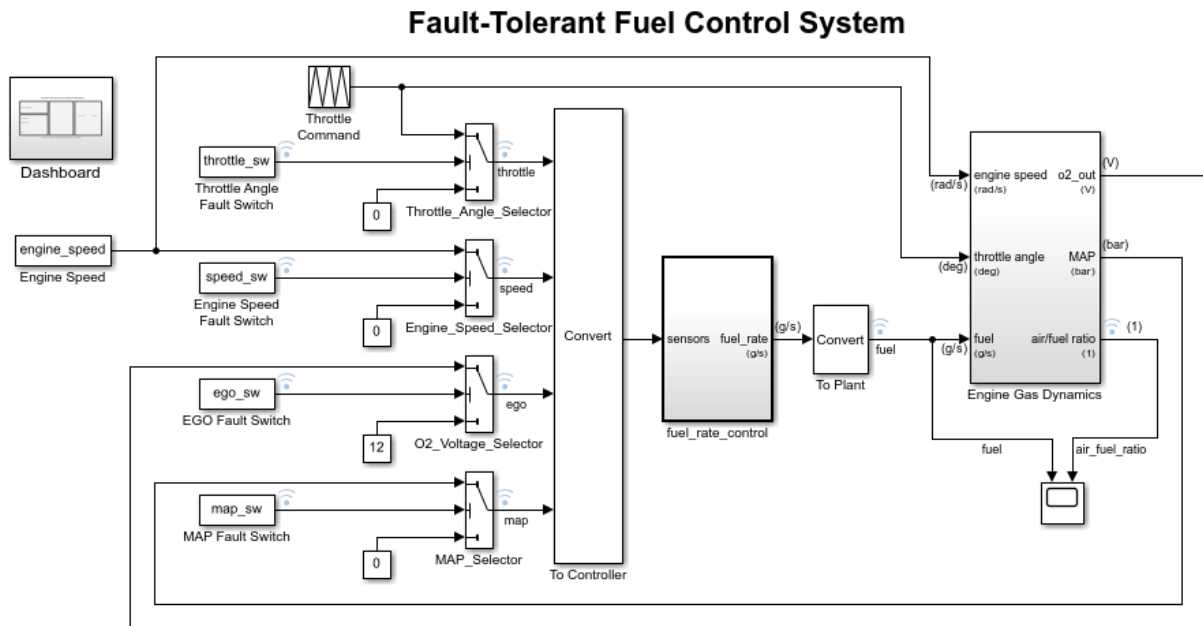 Fault-Tolerant Fuel Control System
Dashboard
Throttle
Command
throttle_sw
Throttle Angle
Fault Switch
0
throttle
Throttle_Angle_Selector
engine_speed
Engine Speed
speed_sw
Engine Speed
Fault Switch
0
speed
Engine_Speed_Selector
ego_sw
EGO Fault Switch
12
ego
O2_Voltage_Selector
map_sw
MAP Fault Switch
0
map
MAP_Selector
Convert
To Controller
sensors
fuel_rate
(g/s)
fuel_rate_control
(g/s)
Convert
To Plant
fuel
(rad/s)
(deg)
(g/s)
engine speed
(rad/s)
throttle angle
(deg)
fuel
(g/s)
o2_out
(V)
MAP
(bar)
air/fuel ratio
(1)
Engine Gas Dynamics
(V)
(bar)
(1)
fuel
air_fuel_ratio